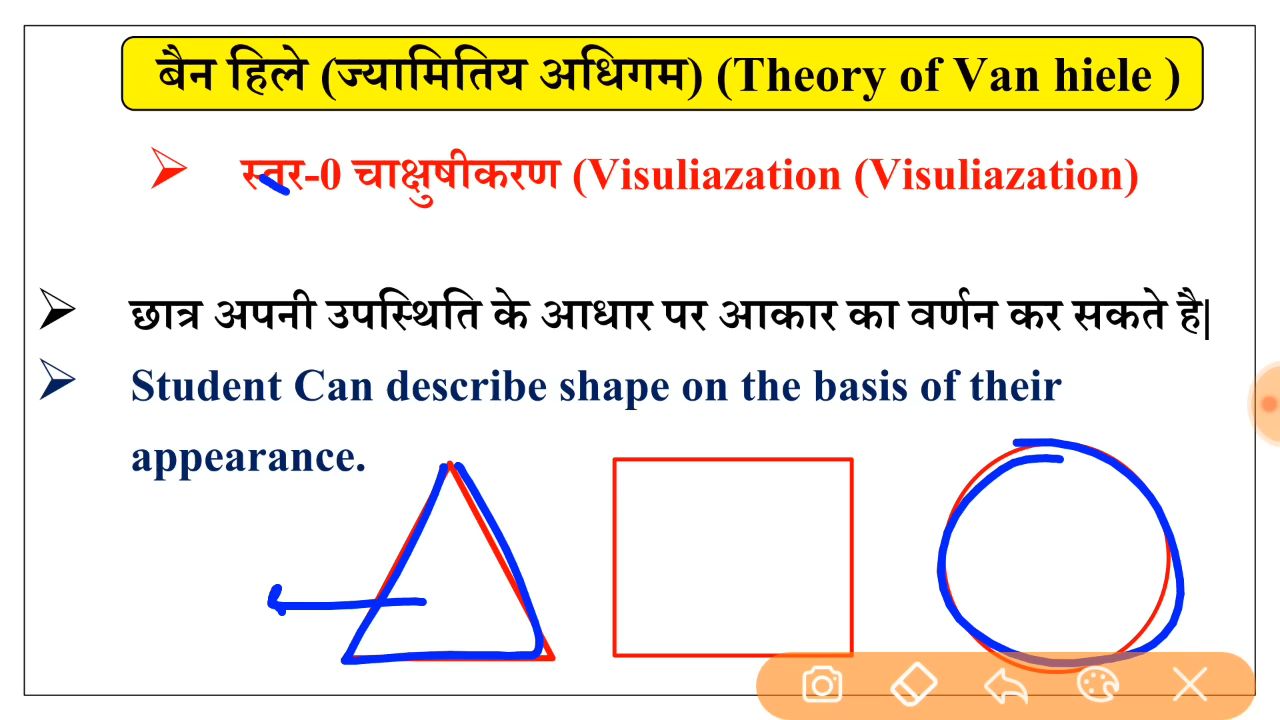 बैन हिले (ज्यामितिय अधिगम) (Theory of Van hiele )
स्तर-0 चाक्षुषीकरण (Visuliazation (Visuliazation)
छात्र अपनी उपस्थिति के आधार पर आकार का वर्णन कर सकते है|
Student Can describe shape on the basis of their
appearance.